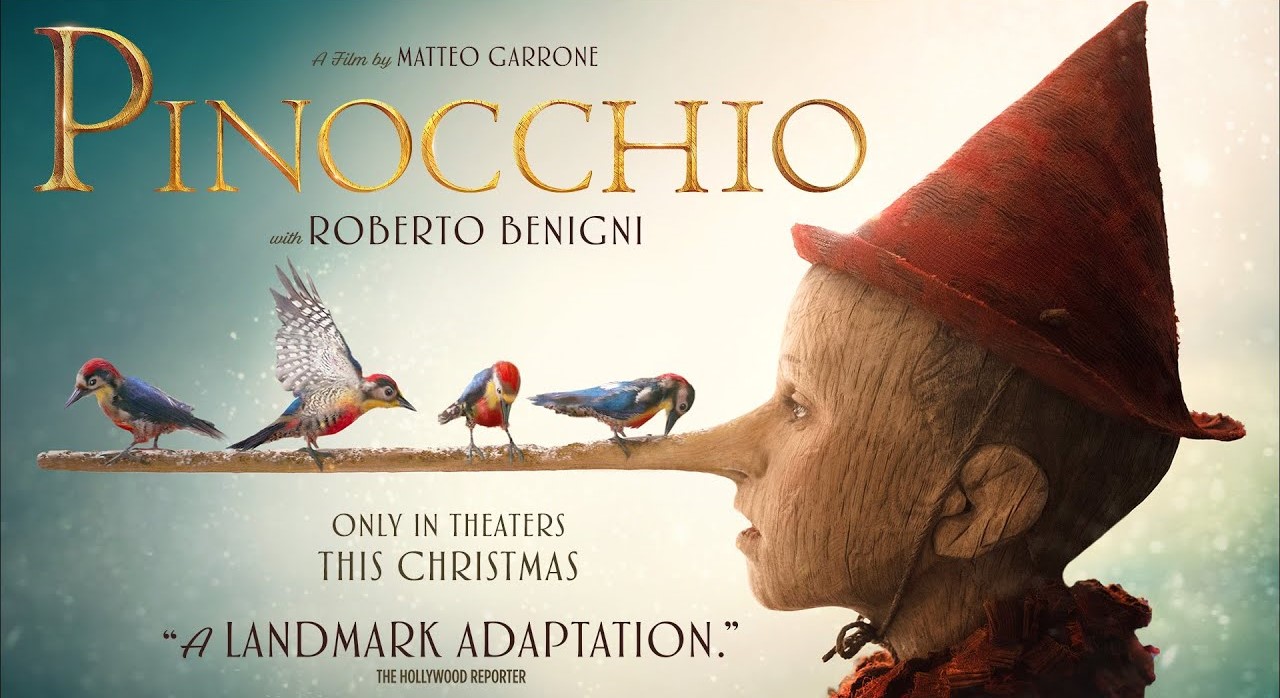 A Film by MATTEO GARRONE
PINOCCHIO
with ROBERTO BENIGNI
ONLY IN THEATERS
THIS CHRISTMAS
“A LANDMARK ADAPTATION.”
THE HOLLYWOOD REPORTER